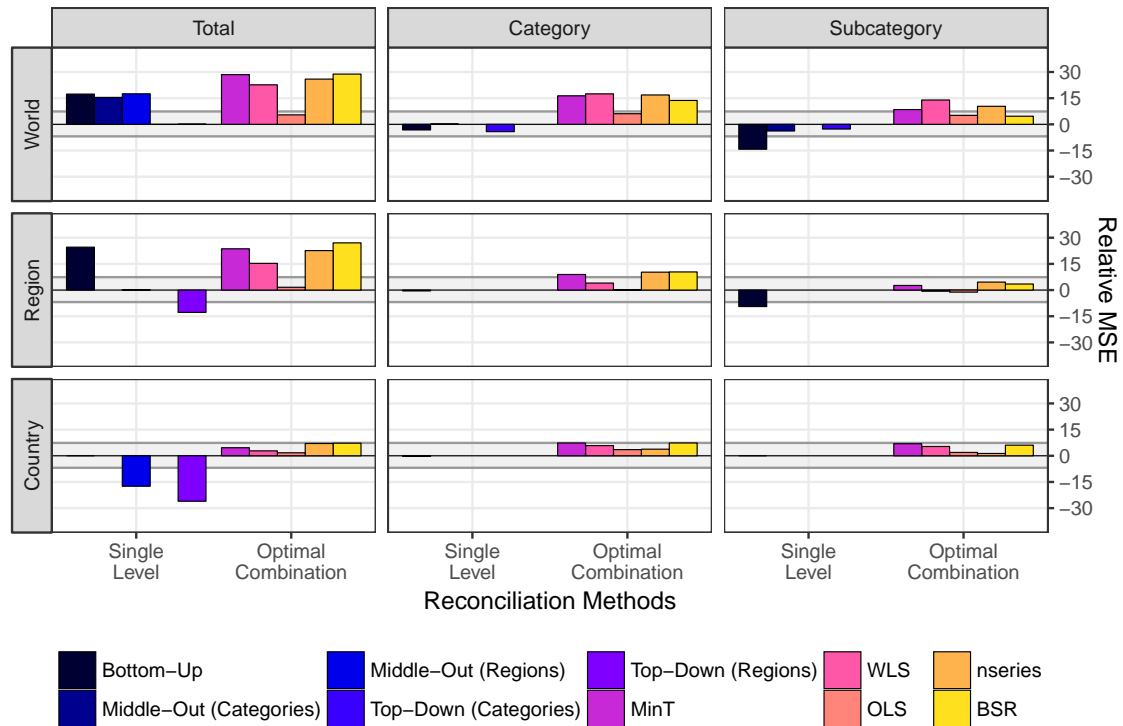 Total Category Subcategory
World
30
15
0
−15
−30
Region
30
15
0
−15
−30
Country
30
15
0
−15
−30
Relative MSE
Single Level Optimal Combination Single Level Optimal Combination Single Level Optimal Combination
Reconciliation Methods
Bottom−Up Middle−Out (Regions) Top−Down (Regions) WLS nseries
Middle−Out (Categories) Top−Down (Categories) MinT OLS BSR